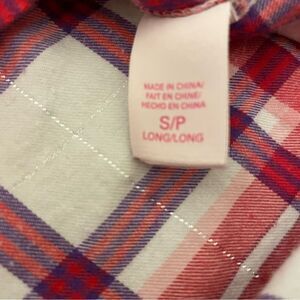 MADE IN CHINA/
FAIT EN CHINE/
HECHO EN CHINA
S/P
LONG/LONG